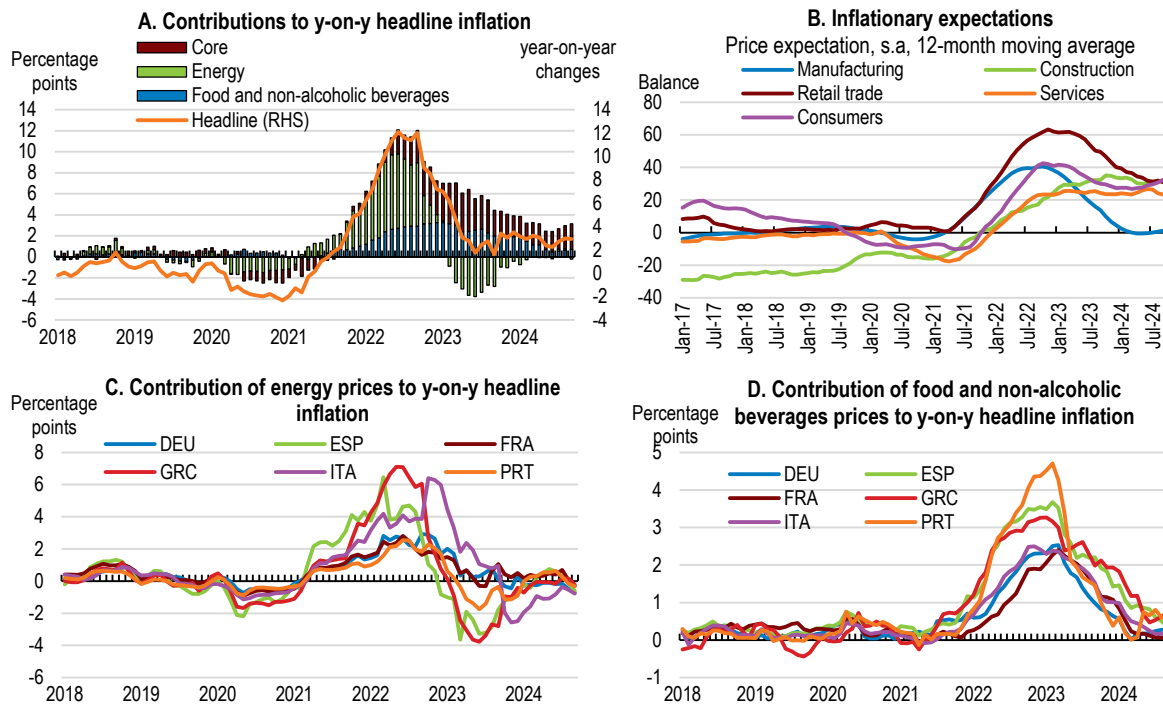 A. Contributions to y-on-y headline inflation
Percentage
points
year-on-year
changes
Core
Energy
Food and non-alcoholic beverages
Headline (RHS)
14
12
10
8
6
4
2
0
-2
-4
-6
14
12
10
8
6
4
2
0
-2
-4
2018 2019 2020 2021 2022 2023 2024
B. Inflationary expectations
Price expectation, s.a, 12-month moving average
Balance
Manufacturing Construction
Retail trade Services
Consumers
80
60
40
20
0
-20
-40
Jan-17 Jul-17 Jan-18 Jul-18 Jan-19 Jul-19 Jan-20 Jul-20 Jan-21 Jul-21 Jan-22 Jul-22 Jan-23 Jul-23 Jan-24 Jul-24
C. Contribution of energy prices to y-on-y headline
inflation
Percentage
points
DEU ESP FRA
GRC ITA PRT
8
6
4
2
0
-2
-4
-6
2018 2019 2020 2021 2022 2023 2024
D. Contribution of food and non-alcoholic
beverages prices to y-on-y headline inflation
Percentage
points
DEU ESP
FRA GRC
ITA PRT
5
4
3
2
1
0
-1
2018 2019 2020 2021 2022 2023 2024